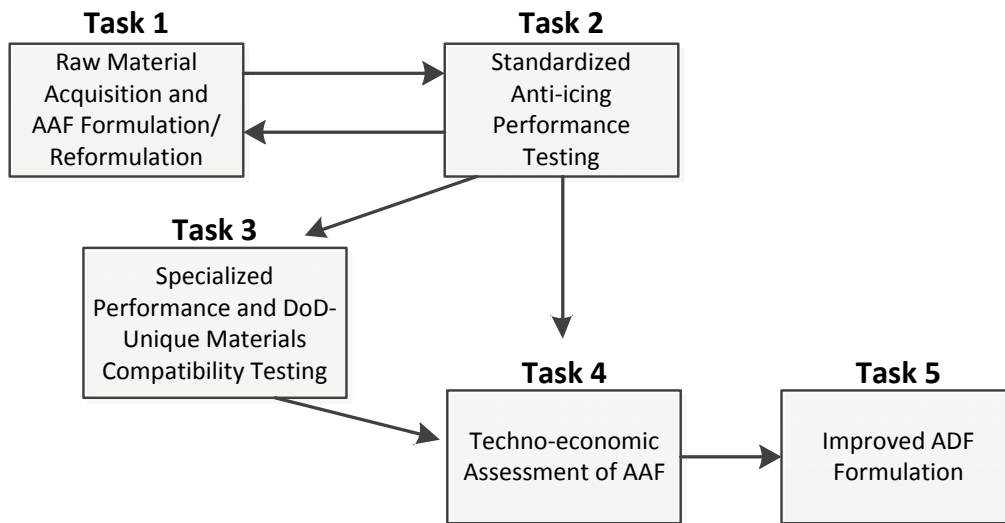 Task 1
Raw Material
Acquisition and
AAF Formulation/
Reformulation
Task 2
Standardized
Anti-icing
Performance
Testing
Task 3
Specialized
Performance and DoD-
Unique Materials
Compatibility Testing
Task 4
Techno-economic
Assessment of AAF
Task 5
Improved ADF
Formulation